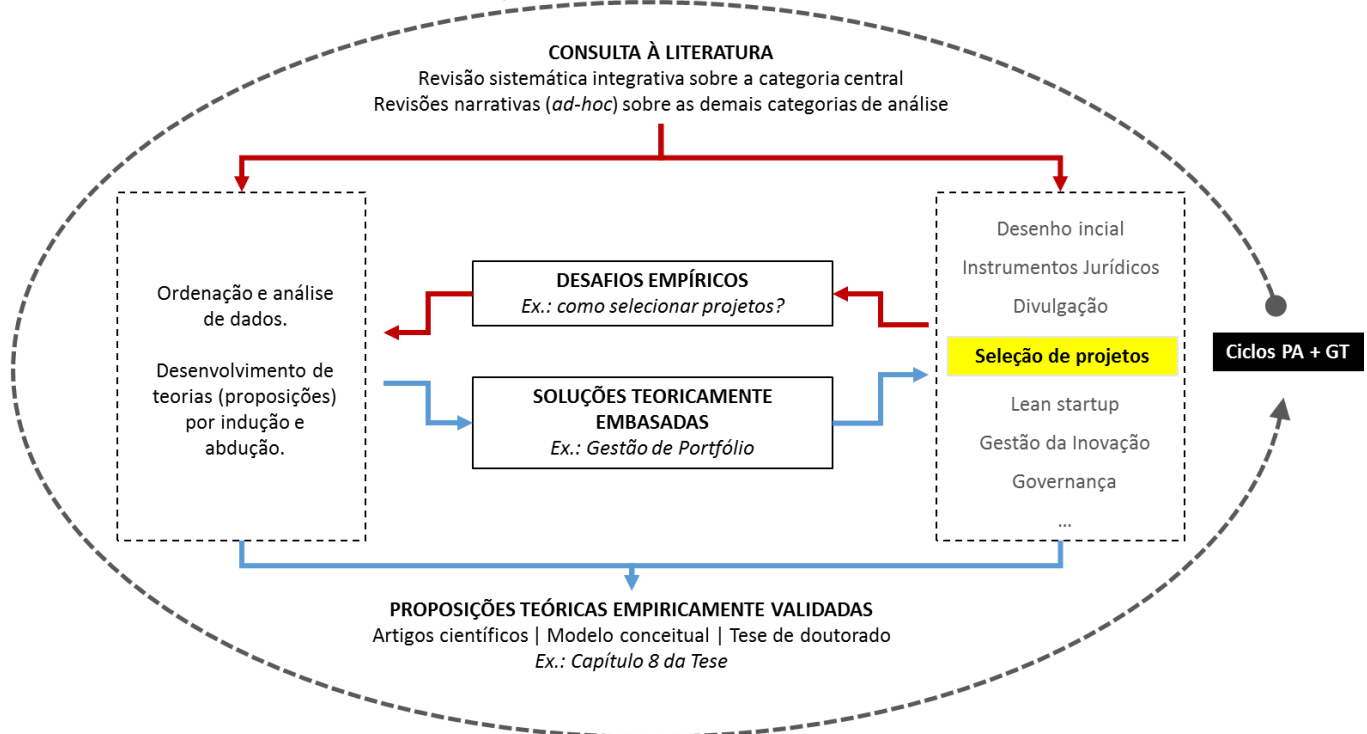 CONSULTA À LITERATURA
Revisão sistemática integrativa sobre a categoria central
Revisões narrativas (ad-hoc) sobre as demais categorias de análise
Ordenação e análise
de dados.
Desenvolvimento de
teorias (proposições)
por indução e
abdução.
DESAFIOS EMPÍRICOS
Ex.: como selecionar projetos?
SOLUÇÕES TEORICAMENTE
EMBASADAS
Ex.: Gestão de Portfólio
Desenho incial
Instrumentos Jurídicos
Divulgação
Seleção de projetos
Lean startup
Gestão da Inovação
Governança
...
Ciclos PA + GT
PROPOSIÇÕES TEÓRICAS EMPIRICAMENTE VALIDADAS
Artigos científicos | Modelo conceitual | Tese de doutorado
Ex.: Capítulo 8 da Tese